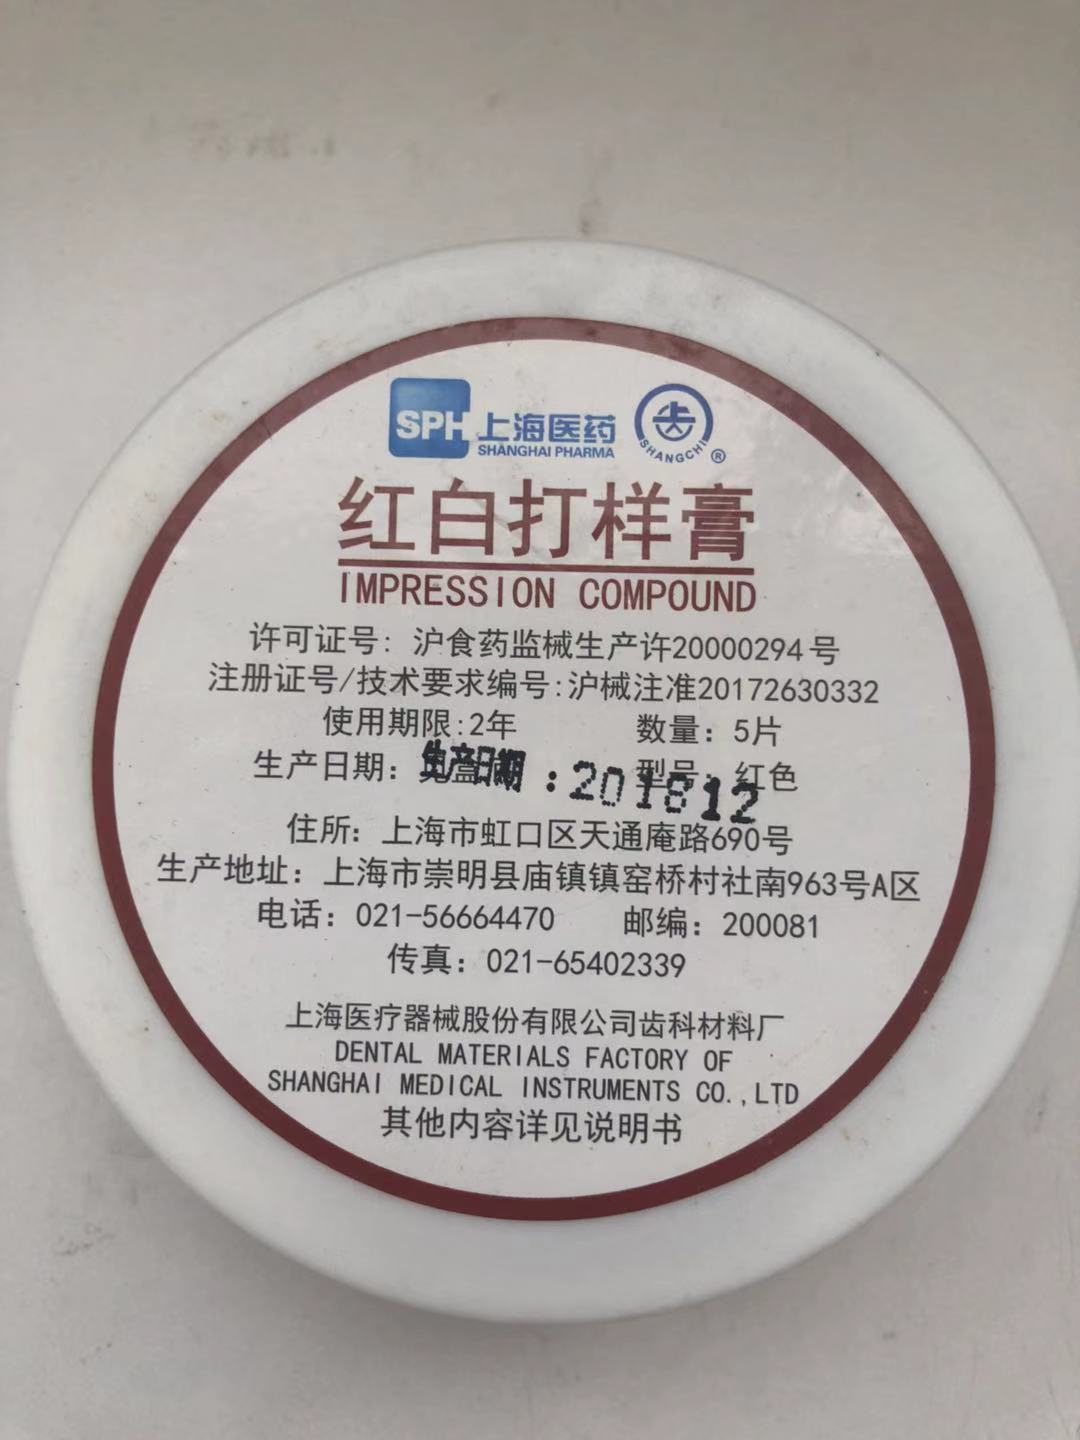 SPH 上海医药
SHANGHAI PHARMA
SHANGCHI ®
红白打样膏
IMPRESSION COMPOUND
许可证号: 沪食药监械生产许20000294号
注册证号/技术要求编号:沪械注准20172630332
使用期限:2年 数量: 5片
生产日期: 生产日期:201812 型号: 红色
住所: 上海市虹口区天通庵路690号
生产地址: 上海市崇明县庙镇镇窑桥村社南963号A区
电话: 021-56664470 邮编: 200081
传真: 021-65402339
上海医疗器械股份有限公司齿科材料厂
DENTAL MATERIALS FACTORY OF
SHANGHAI MEDICAL INSTRUMENTS CO.,LTD
其他内容详见说明书